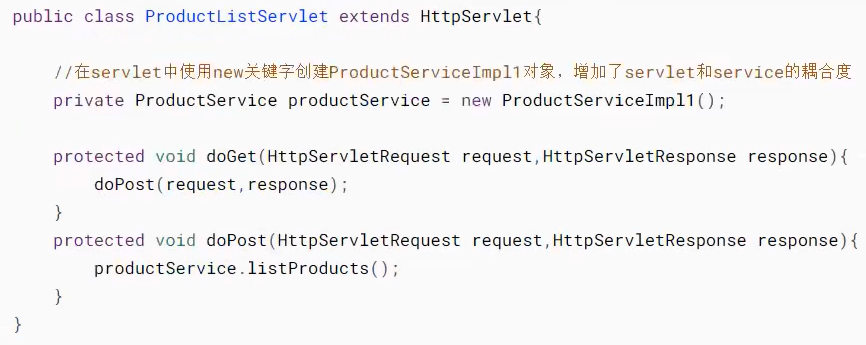 public class ProductListServlet extends HttpServlet{
//在servlet中使用new关键字创建ProductServiceImpl1对象，增加了servlet和service的耦合度
private ProductService productService = new ProductServiceImpl1();
protected void doGet(HttpServletRequest request,HttpServletResponse response){
doPost(request,response);
}
protected void doPost(HttpServletRequest request,HttpServletResponse response){
productService.listProducts();
}
}